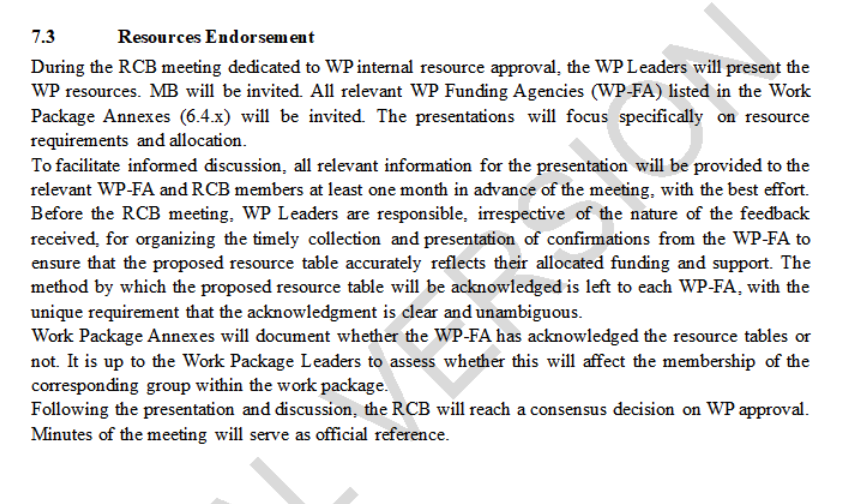 7.3 Resources Endorsement
During the RCB meeting dedicated to WP internal resource approval, the WP Leaders will present the
WP resources. MB will be invited. All relevant WP Funding Agencies (WP-FA) listed in the Work
Package Annexes (6.4.x) will be invited. The presentations will focus specifically on resource
requirements and allocation.
To facilitate informed discussion, all relevant information for the presentation will be provided to the
relevant WP-FA and RCB members at least one month in advance of the meeting, with the best effort.
Before the RCB meeting, WP Leaders are responsible, irrespective of the nature of the feedback
received, for organizing the timely collection and presentation of confirmations from the WP-FA to
ensure that the proposed resource table accurately reflects their allocated funding and support. The
method by which the proposed resource table will be acknowledged is left to each WP-FA, with the
unique requirement that the acknowledgment is clear and unambiguous.
Work Package Annexes will document whether the WP-FA has acknowledged the resource tables or
not. It is up to the Work Package Leaders to assess whether this will affect the membership of the
corresponding group within the work package.
Following the presentation and discussion, the RCB will reach a consensus decision on WP approval.
Minutes of the meeting will serve as official reference.
AL VERSION